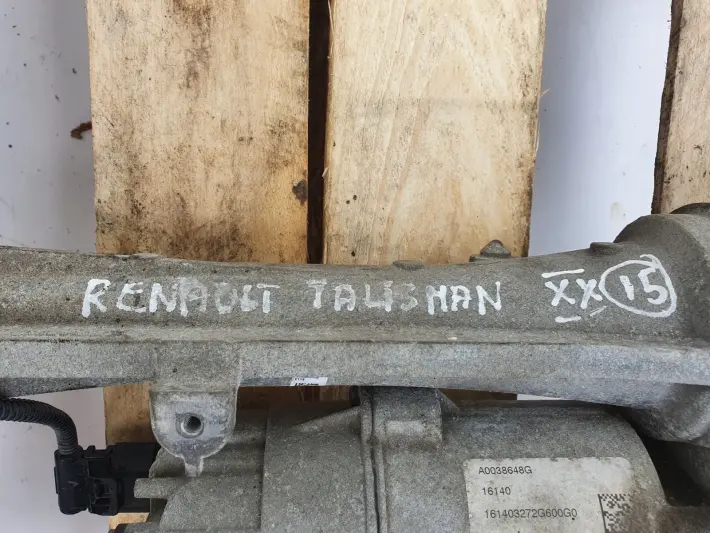 RENAULT TALISMAN XX 15
A0038648G
16140
161403272G600G0